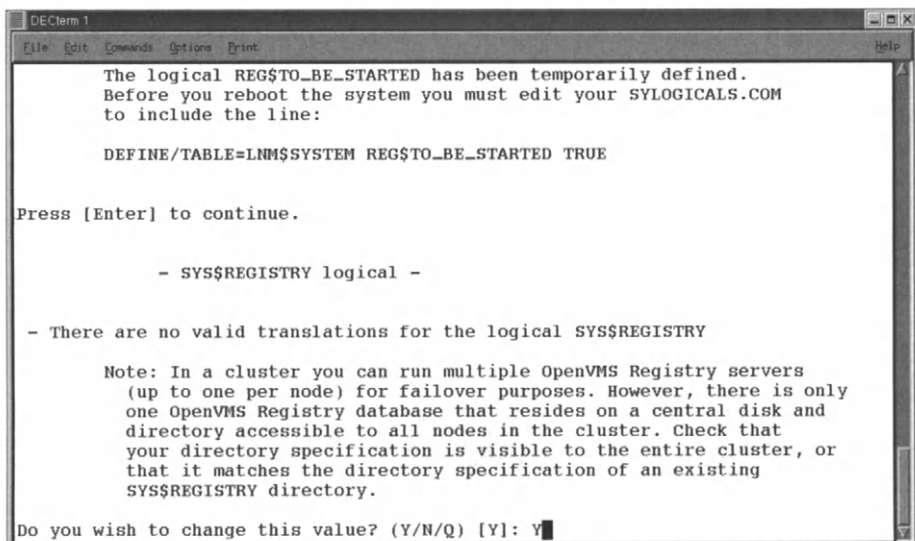 DECterm 1
File Edit Commands Options Print Help
The logical REG$TO_BE_STARTED has been temporarily defined.
Before you reboot the system you must edit your SYLOGICALS.COM
to include the line:
DEFINE/TABLE=LNM$SYSTEM REG$TO_BE_STARTED TRUE
Press [Enter] to continue.
- SYS$REGISTRY logical -
- There are no valid translations for the logical SYS$REGISTRY
Note: In a cluster you can run multiple OpenVMS Registry servers
(up to one per node) for failover purposes. However, there is only
one OpenVMS Registry database that resides on a central disk and
directory accessible to all nodes in the cluster. Check that
your directory specification is visible to the entire cluster, or
that it matches the directory specification of an existing
SYS$REGISTRY directory.
Do you wish to change this value? (Y/N/Q) [Y]: Y